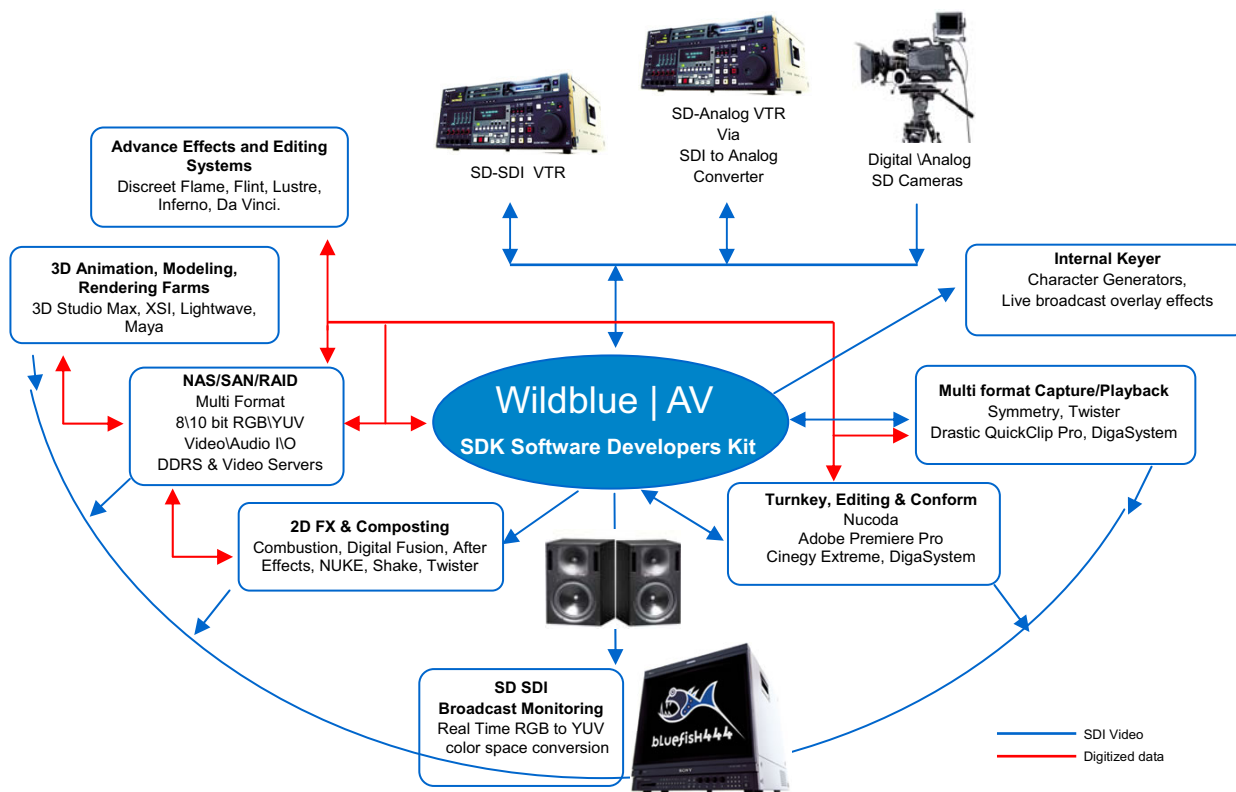 SD-SDI  VTR
SD-Analog VTR
Via
SDI to Analog
Converter
Digital \Analog
SD Cameras
Advance Effects and Editing
Systems
Discreet Flame, Flint, Lustre,
Inferno, Da Vinci.
3D Animation, Modeling,
Rendering Farms
3D Studio Max, XSI, Lightwave,
Maya
Internal Keyer
Character Generators,
Live broadcast overlay effects
NAS/SAN/RAID
Multi Format
8\10 bit RGB\YUV
Video\Audio I\O
DDRS & Video Servers
Wildblue | AV
SDK Software Developers Kit
Multi format Capture/Playback
Symmetry, Twister
Drastic QuickClip Pro, DigaSystem
2D FX & Composting
Combustion, Digital Fusion, After
Effects, NUKE, Shake, Twister
Turnkey, Editing & Conform
Nucoda
Adobe Premiere Pro
Cinegy Extreme, DigaSystem
SD SDI
Broadcast Monitoring
Real Time RGB to YUV
color space conversion
bluefish444
SONY
SDI Video
Digitized data